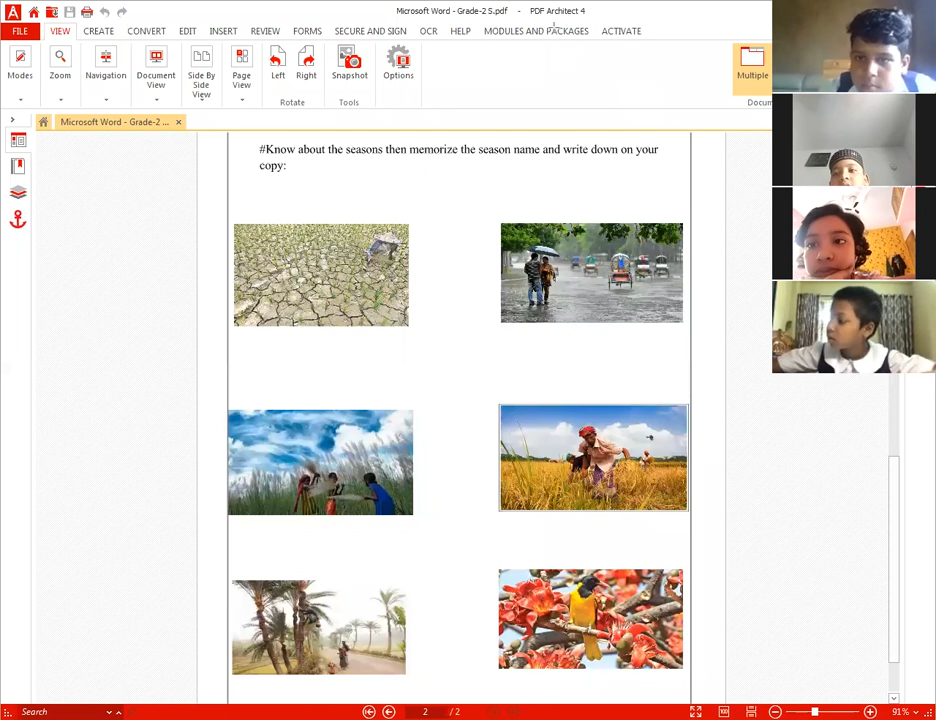 Microsoft Word - Grade-2 S.pdf - PDF Architect 4
FILE VIEW CREATE CONVERT EDIT INSERT REVIEW FORMS SECURE AND SIGN OCR HELP MODULES AND PACKAGES ACTIVATE
Modes Zoom Navigation Document View Side By Side View Page View Left Right Snapshot Options Multiple
Rotate Tools Docum
Microsoft Word - Grade-2 ...
#Know about the seasons then memorize the season name and write down on your
copy:
Search 2 / 2 100 91%